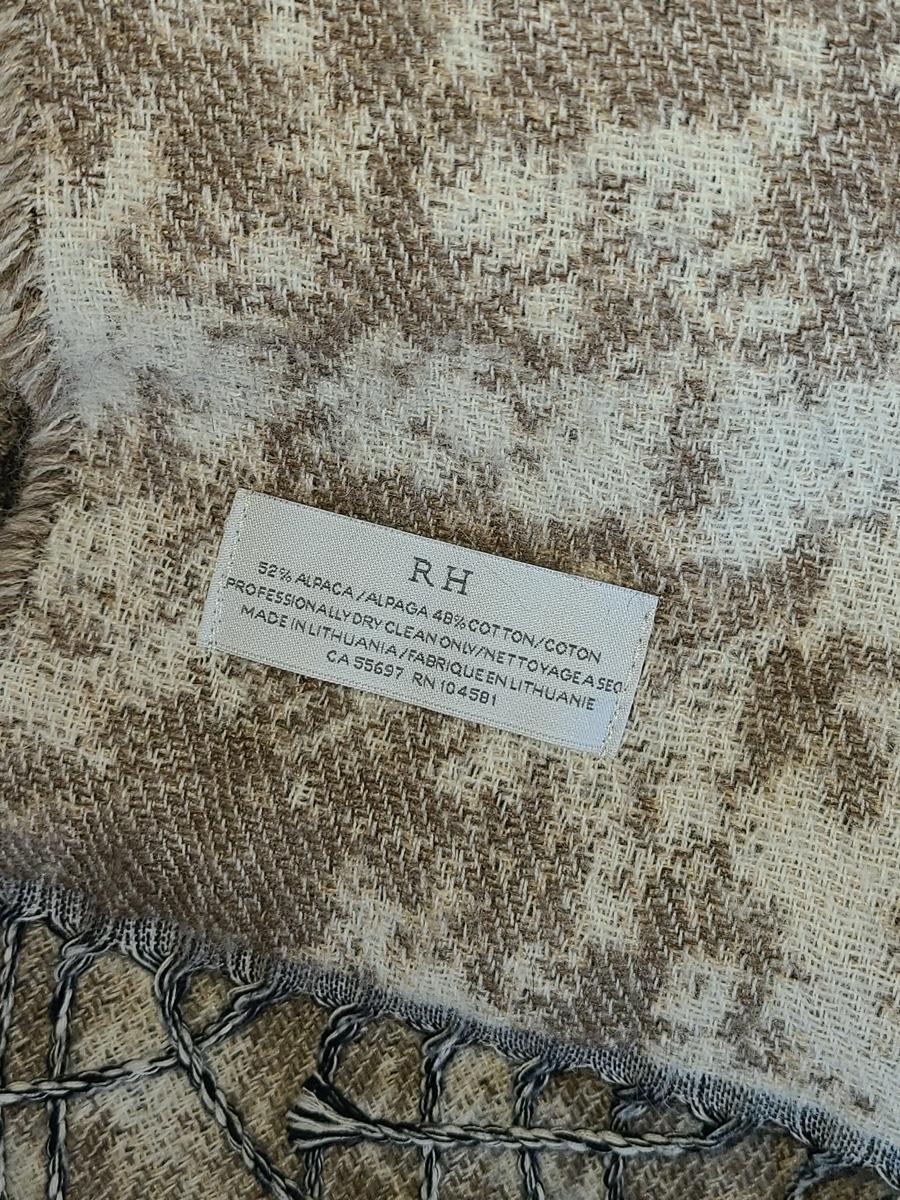 RH
52% ALPACA/ALPAGA 48% COTTON/COTON
PROFESSIONALLY DRY CLEAN ONLY/NETTOYAGE A SEC
MADE IN LITHUANIA/FABRIQUE EN LITHUANIE
CA 55697 RN 104581